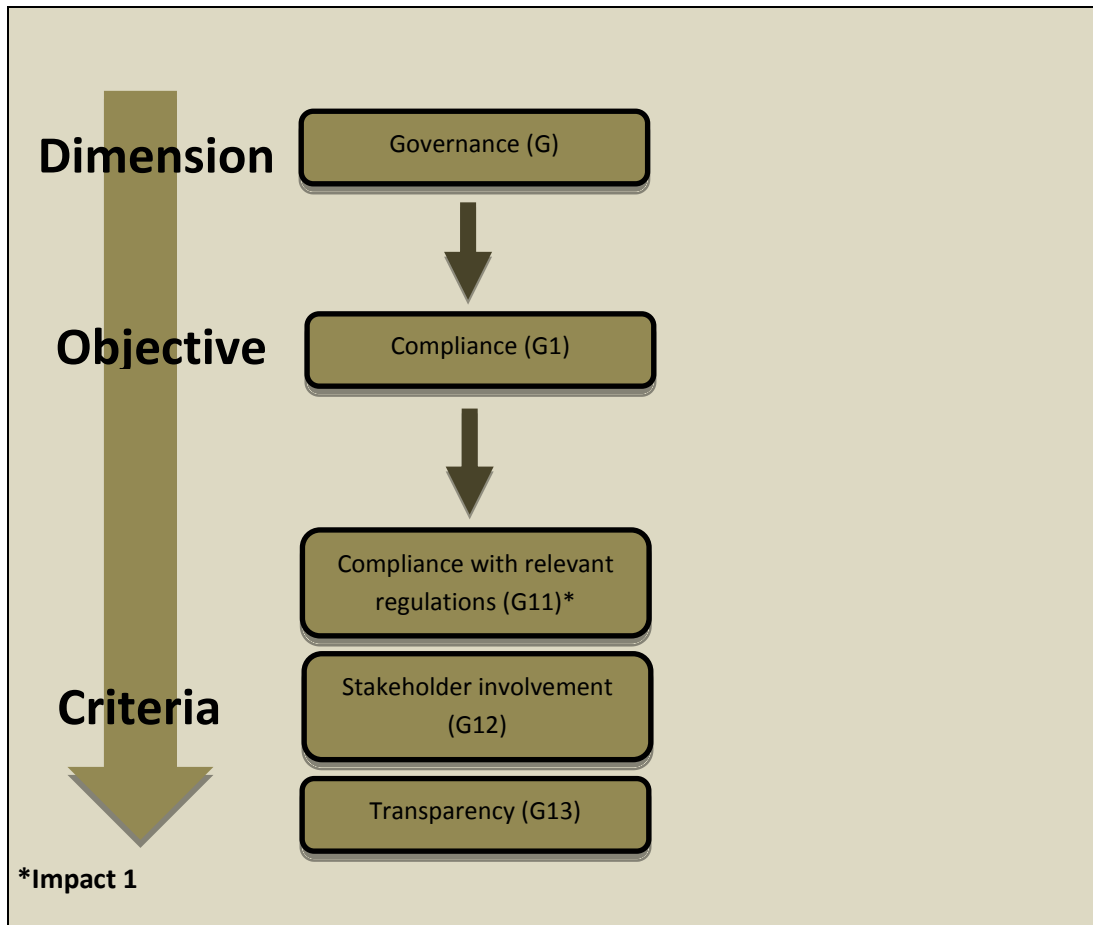 Dimension
Governance (G)
Objective
Compliance (G1)
Compliance with relevant
regulations (G11)*
Criteria
Stakeholder involvement
(G12)
Transparency (G13)
*Impact 1